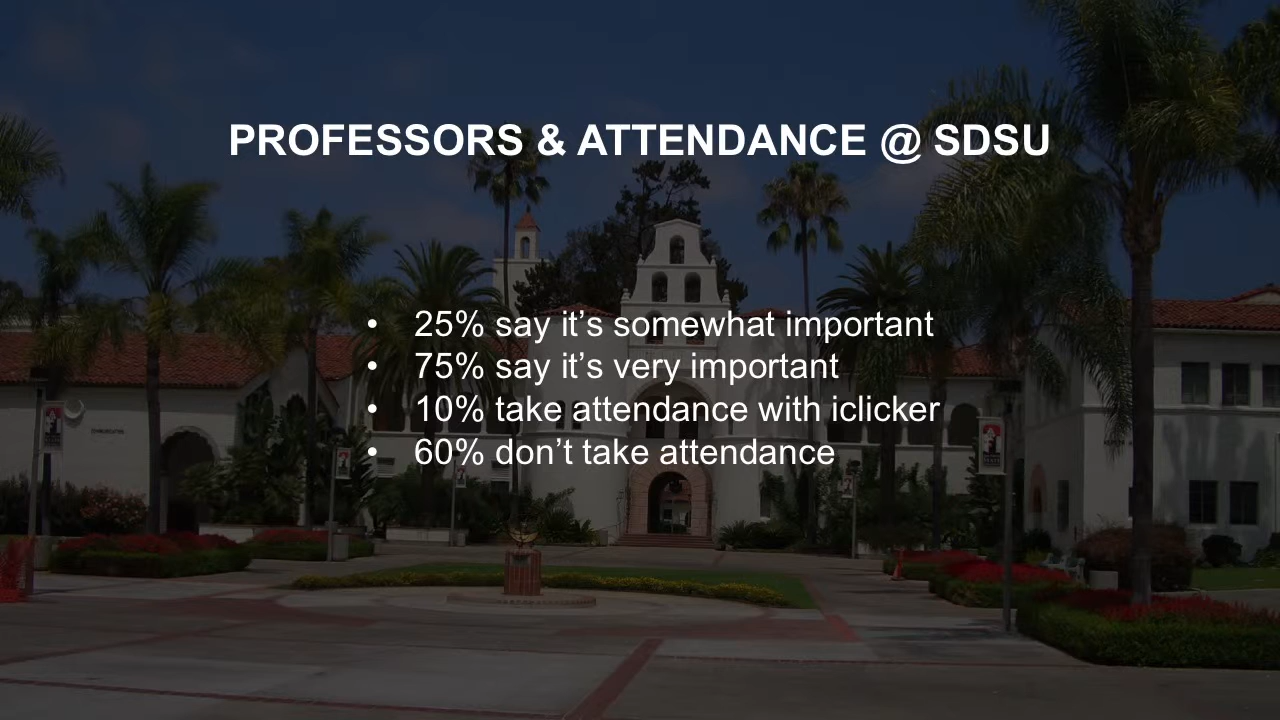 PROFESSORS & ATTENDANCE @ SDSU
• 25% say it’s somewhat important
• 75% say it’s very important
• 10% take attendance with iclicker
• 60% don’t take attendance